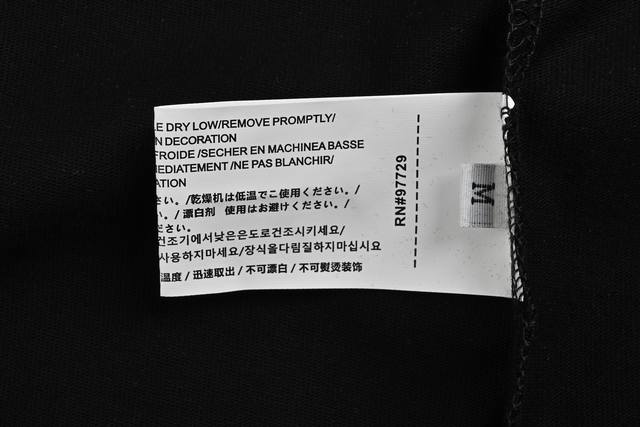 LE DRY LOW/REMOVE PROMPTLY/
N DECORATION
FROIDE /SECHER EN MACHINEA BASSE
MEDIATEMENT /NE PAS BLANCHIR/
ATION
さい。/乾燥机は低温でご使用ください。/
い。/ 漂白剤 使用はお避けください。/
ださい。
건조기에서낮은온도로건조시키세요/
사용하지마세요/장식을다림질하지마십시요
温度 / 迅速取出 / 不可漂白 / 不可熨烫装饰
RN#97729
M